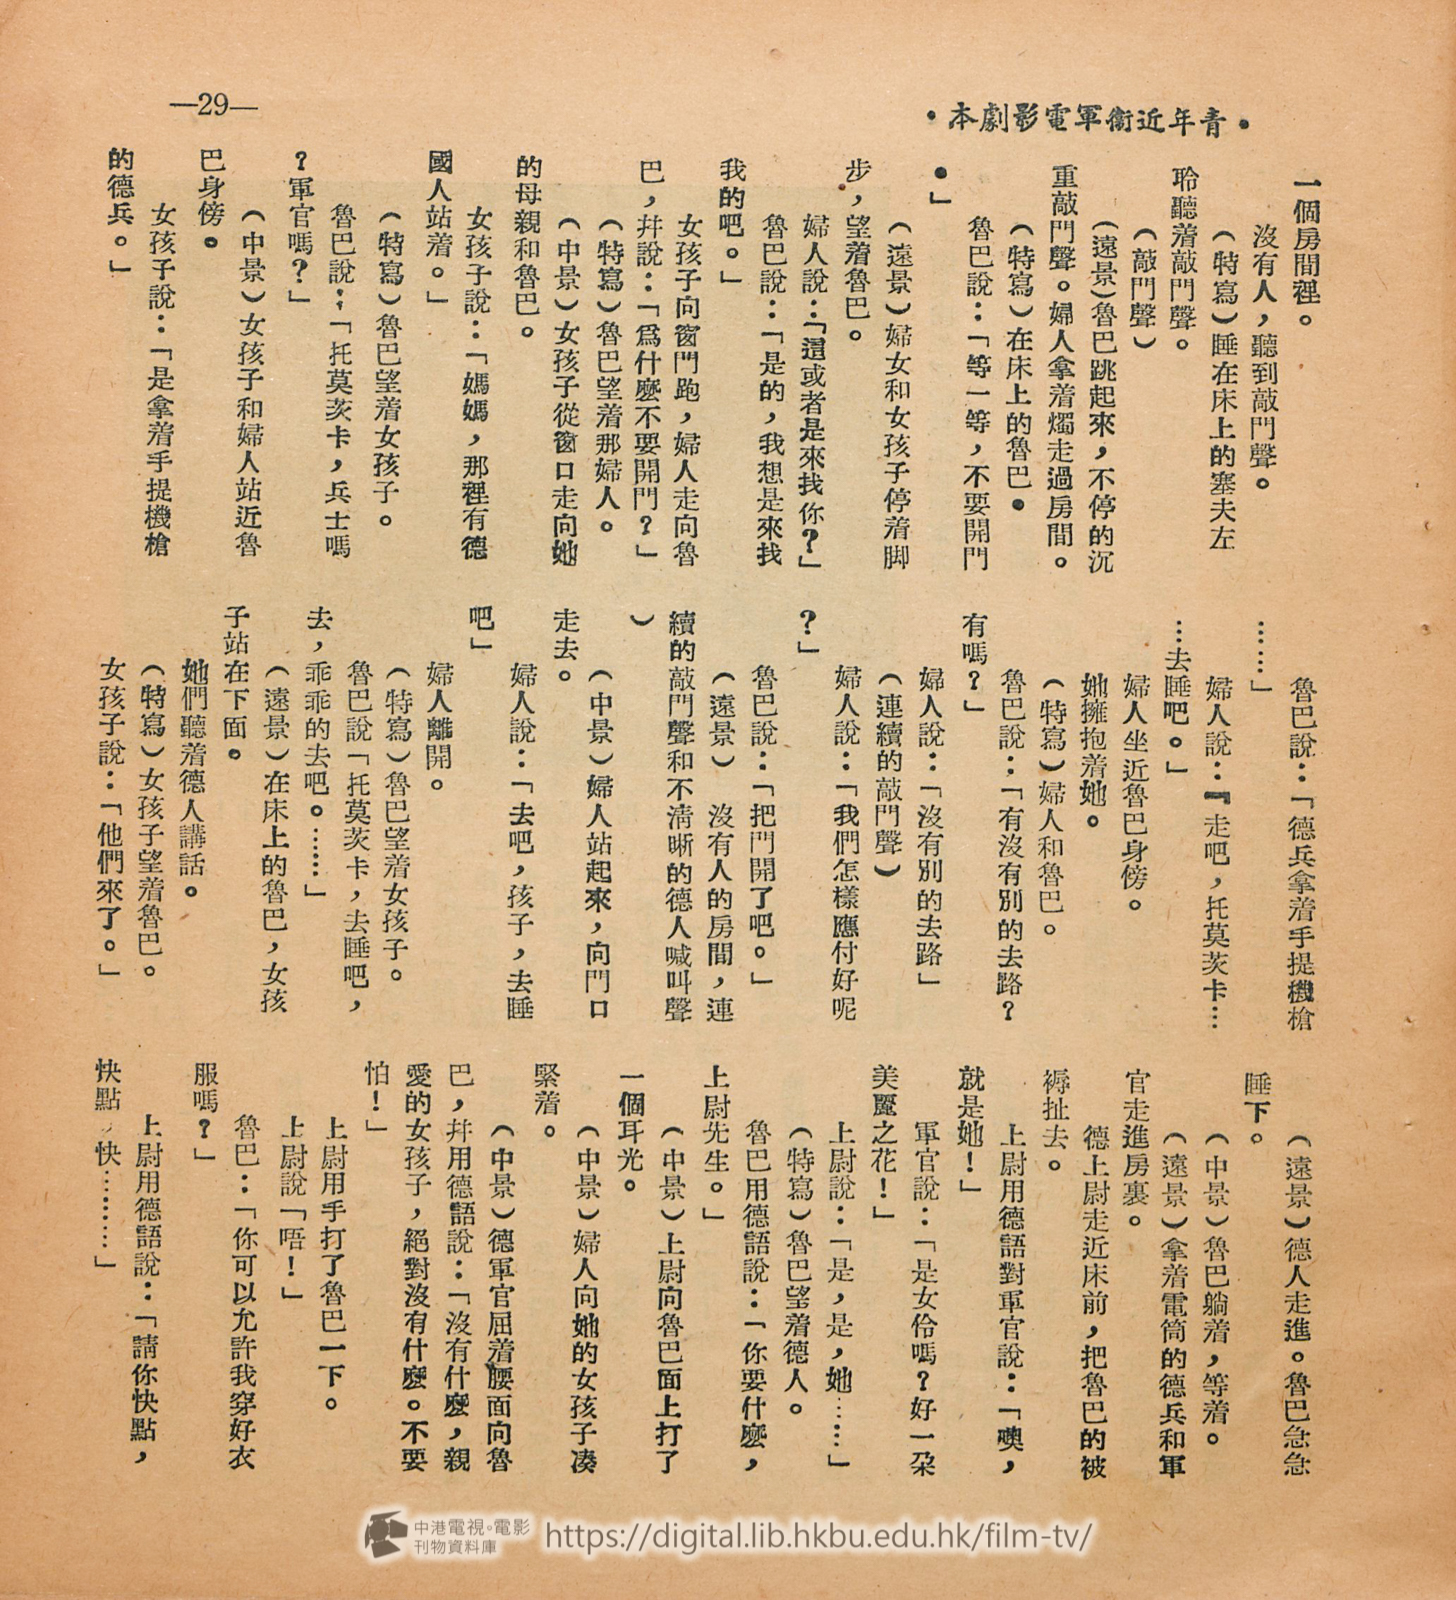 •青年近衛軍電影劇本•
—29—
一個房間裡。
沒有人，聽到敲門聲。
（特寫）睡在床上的塞夫左
聆聽着敲門聲。
（敲門聲）
（遠景）魯巴跳起來，不停的沉
重敲門聲。婦人拿着燭走過房間。
（特寫）在床上的魯巴。
魯巴說：「等一等，不要開門
。」
（遠景）婦女和女孩子停着脚
步，望着魯巴。
婦人說：「這或者是來找你？」
魯巴說：「是的，我想是來找
我的吧。」
女孩子向窗門跑，婦人走向魯
巴，幷說：「爲什麼不要開門？」
（特寫）魯巴望着那婦人。
（中景）女孩子從窗口走向她
的母親和魯巴。
女孩子說：「媽媽，那裡有德
國人站着。」
（特寫）魯巴望着女孩子。
魯巴說：「托莫茨卡，兵士嗎
？軍官嗎？」
（中景）女孩子和婦人站近魯
巴身傍。
女孩子說：「是拿着手提機槍
的德兵。」
魯巴說：「德兵拿着手提機槍
……」
婦人說：『走吧，托莫茨卡…
…去睡吧。」
婦人坐近魯巴身傍。
她擁抱着她。
（特寫）婦人和魯巴。
魯巴說：「有沒有別的去路？
有嗎？」
婦人說：「沒有別的去路」
（連續的敲門聲）
婦人說：「我們怎樣應付好呢
？」
魯巴說：「把門開了吧。」
（遠景）沒有人的房間，連
續的敲門聲和不淸晰的德人喊叫聲
）
（中景）婦人站起來，向門口
走去。
婦人說：「去吧，孩子，去睡
吧」
婦人離開。
（特寫）魯巴望着女孩子。
魯巴說「托莫茨卡，去睡吧，
去，乖乖的去吧。……」
（遠景）在床上的魯巴，女孩
子站在下面。
她們聽着德人講話。
（特寫）女孩子望着魯巴。
女孩子說：「他們來了。」
（遠景）德人走進。魯巴急急
睡下。
（中景）魯巴躺着，等着。
（遠景）拿着電筒的德兵和軍
官走進房裏。
德上尉走近床前，把魯巴的被
褥扯去。
上尉用德語對軍官說：「噢，
就是她！」
軍官說：「是女伶嗎？好一朶
美麗之花！」
上尉說：「是，是，她……」
（特寫）魯巴望着德人。
魯巴用德語說：「你要什麼，
上尉先生。」
（中景）上尉向魯巴面上打了
一個耳光。
（中景）婦人向她的女孩子湊
緊着。
（中景）德軍官屈着腰面向魯
巴，幷用德語說：「沒有什麼，親
愛的女孩子，絕對沒有什麼。不要
怕！」
上尉用手打了魯巴一下。
上尉說「唔！」
魯巴：「你可以允許我穿好衣
服嗎？」
上尉用德語說：「請你快點，
快點，快………」
中港電視。電影
刊物資料庫
https://digital.lib.hkbu.edu.hk/film-tv/